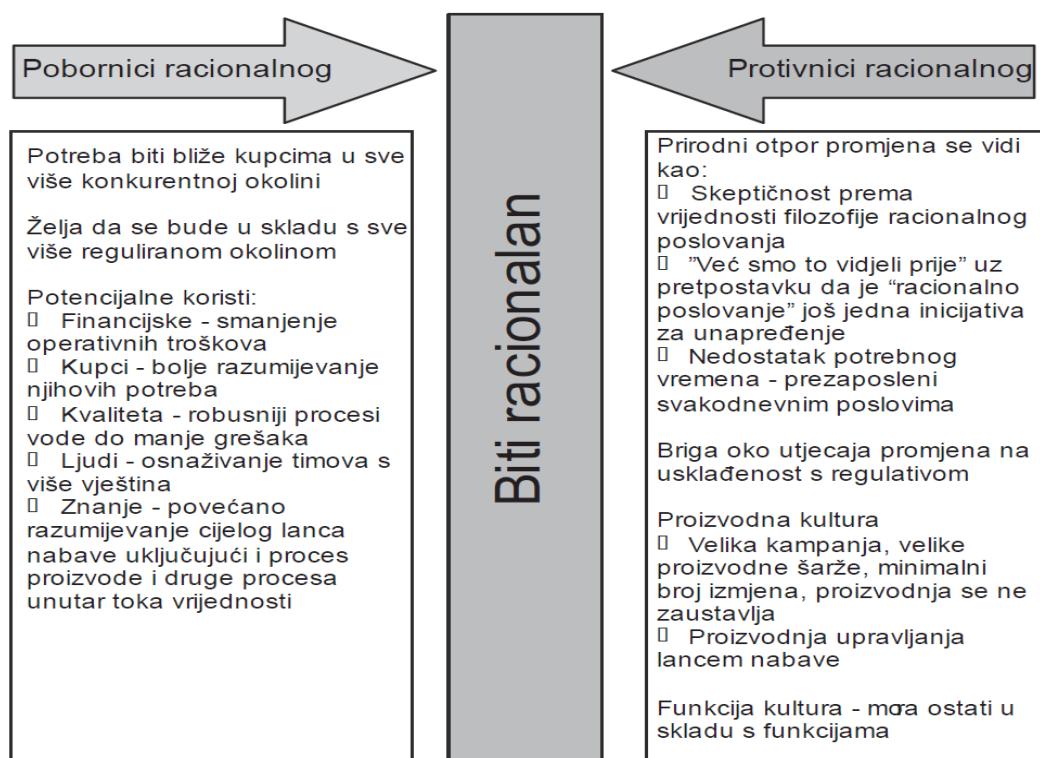 Pobornici racionalnog
Potreba biti bliže kupcima u sve
više konkurentnoj okolini
Želja da se bude u skladu s sve
više reguliranom okolinom
Potencijalne koristi:
▯ Financijske - smanjenje
operativnih troškova
▯ Kupci - bolje razumijevanje
njihovih potreba
▯ Kvaliteta - robusniji procesi
vode do manje grešaka
▯ Ljudi - osnaživanje timova s
više vještina
▯ Znanje - povećano
razumijevanje cijelog lanca
nabave uključujući i proces
proizvode i druge procesa
unutar toka vrijednosti
Biti racionalan
Protivnici racionalnog
Prirodni otpor promjena se vidi
kao:
▯ Skeptičnost prema
vrijednosti filozofije racionalnog
poslovanja
▯ ”Već smo to vidjeli prije” uz
pretpostavku da je “racionalno
poslovanje” još jedna inicijativa
za unapređenje
▯ Nedostatak potrebnog
vremena - prezaposleni
svakodnevnim poslovima
Briga oko utjecaja promjena na
usklađenost s regulativom
Proizvodna kultura
▯ Velika kampanja, velike
proizvodne šarže, minimalni
broj izmjena, proizvodnja se ne
zaustavlja
▯ Proizvodnja upravljanja
lancem nabave
Funkcija kultura - mora ostati u
skladu s funkcijama